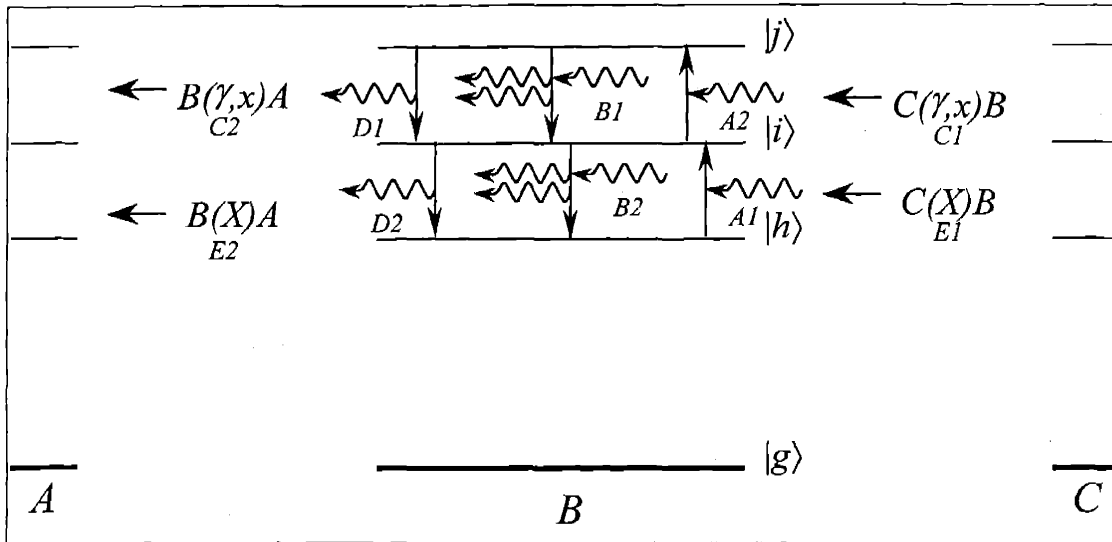 |j⟩
B(γ,x)A
C2
D1
B1
A2
C(γ,x)B
C1
|i⟩
B(X)A
E2
D2
B2
A1
C(X)B
E1
|h⟩
|g⟩
A
B
C